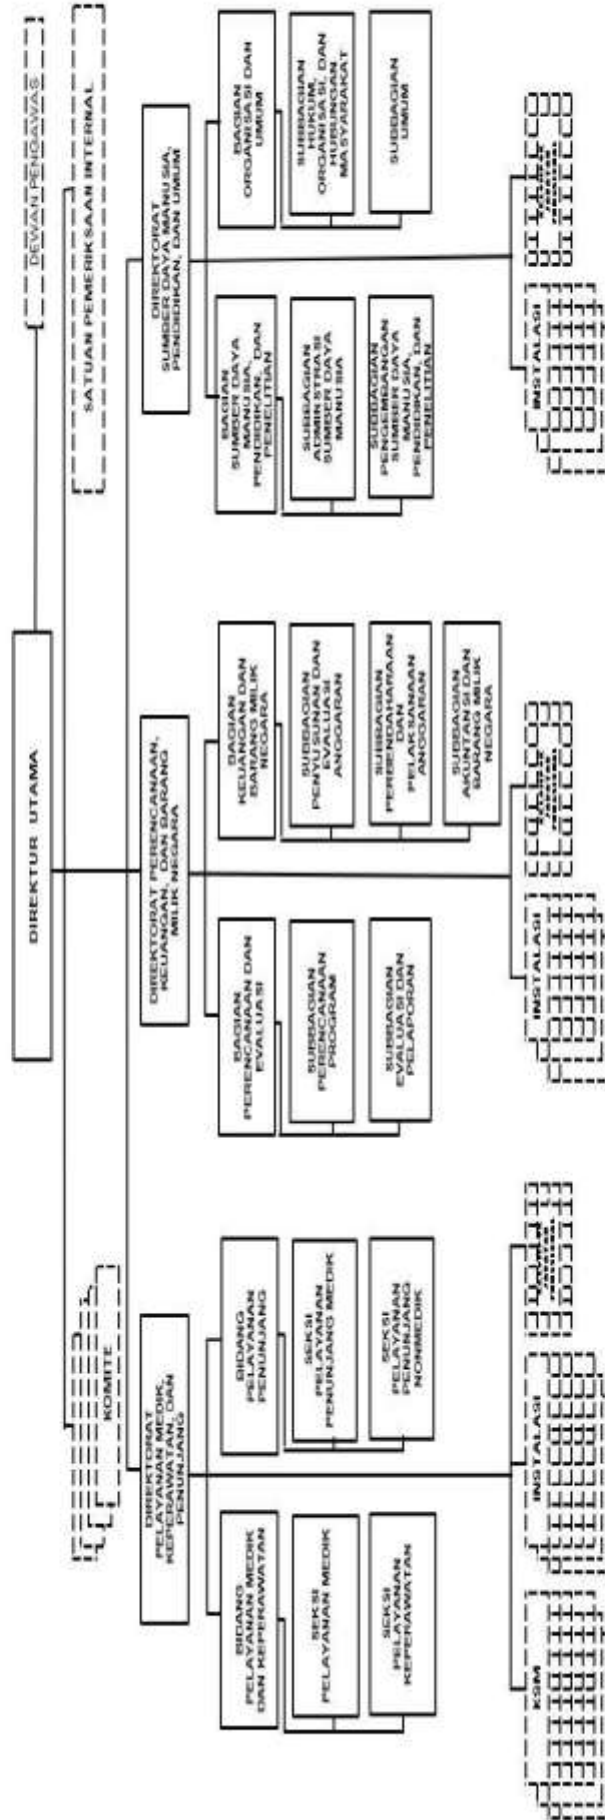 DIREKTUR UTAMA
DEWAN PENGAWAS
KOMITE
SATUAN PEMERIKSAAN INTERNAL
DIREKTORAT
PELAYANAN MEDIK,
KEPERAWATAN, DAN
PENUNJANG
DIREKTORAT PERENCANAAN,
KEUANGAN, DAN BARANG
MILIK NEGARA
DIREKTORAT
SUMBER DAYA MANUSIA,
PENDIDIKAN, DAN UMUM
BIDANG
PELAYANAN MEDIK
DAN KEPERAWATAN
SEKSI
PELAYANAN MEDIK
SEKSI
PELAYANAN
KEPERAWATAN
BIDANG
PELAYANAN
PENUNJANG
SEKSI
PELAYANAN
PENUNJANG MEDIK
SEKSI
PELAYANAN
PENUNJANG
NONMEDIK
BAGIAN
PERENCANAAN DAN
EVALUASI
SUBBAGIAN
PERENCANAAN
PROGRAM
SUBBAGIAN
EVALUASI DAN
PELAPORAN
BAGIAN
KEUANGAN DAN
BARANG MILIK
NEGARA
SUBBAGIAN
PENYUSUNAN DAN
EVALUASI
ANGGARAN
SUBBAGIAN
PERBENDAHARAAN
DAN
PELAKSANAAN
ANGGARAN
SUBBAGIAN
AKUNTANSI DAN
BARANG MILIK
NEGARA
BAGIAN
SUMBER DAYA
MANUSIA,
PENDIDIKAN, DAN
PENELITIAN
SUBBAGIAN
ADMINISTRASI
SUMBER DAYA
MANUSIA
SUBBAGIAN
PENGEMBANGAN
SUMBER DAYA
MANUSIA,
PENDIDIKAN, DAN
PENELITIAN
BAGIAN
ORGANISASI DAN
UMUM
SUBBAGIAN
HUKUM,
ORGANISASI, DAN
HUBUNGAN
MASYARAKAT
SUBBAGIAN
UMUM
KSM
INSTALASI
INSTALASI
INSTALASI